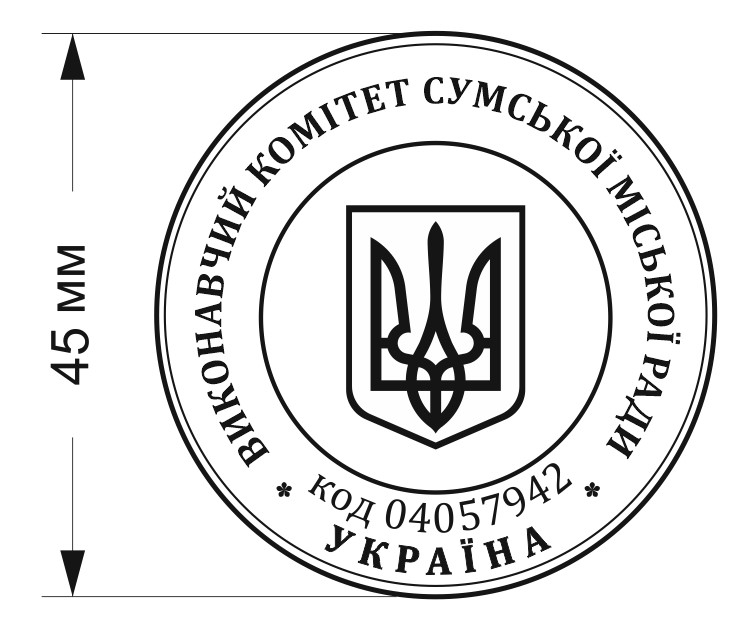 45 мм
ВИКОНАВЧИЙ КОМІТЕТ СУМСЬКОЇ МІСЬКОЇ РАДИ
код 04057942
УКРАЇНА